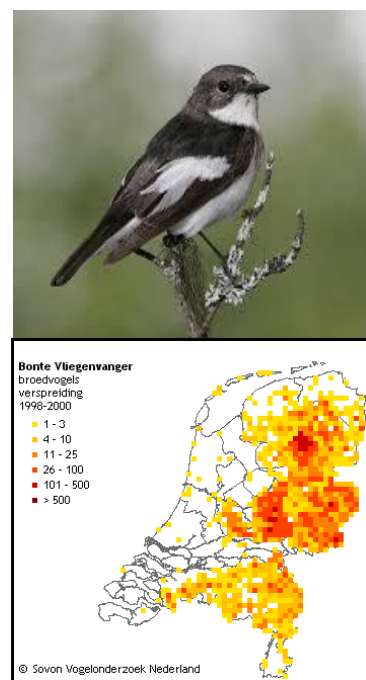 Bonte Vliegenvanger
broedvogels
verspreiding
1998-2000
1 - 3
4 - 10
11 - 25
26 - 100
101 - 500
> 500
© Sovon Vogelonderzoek Nederland